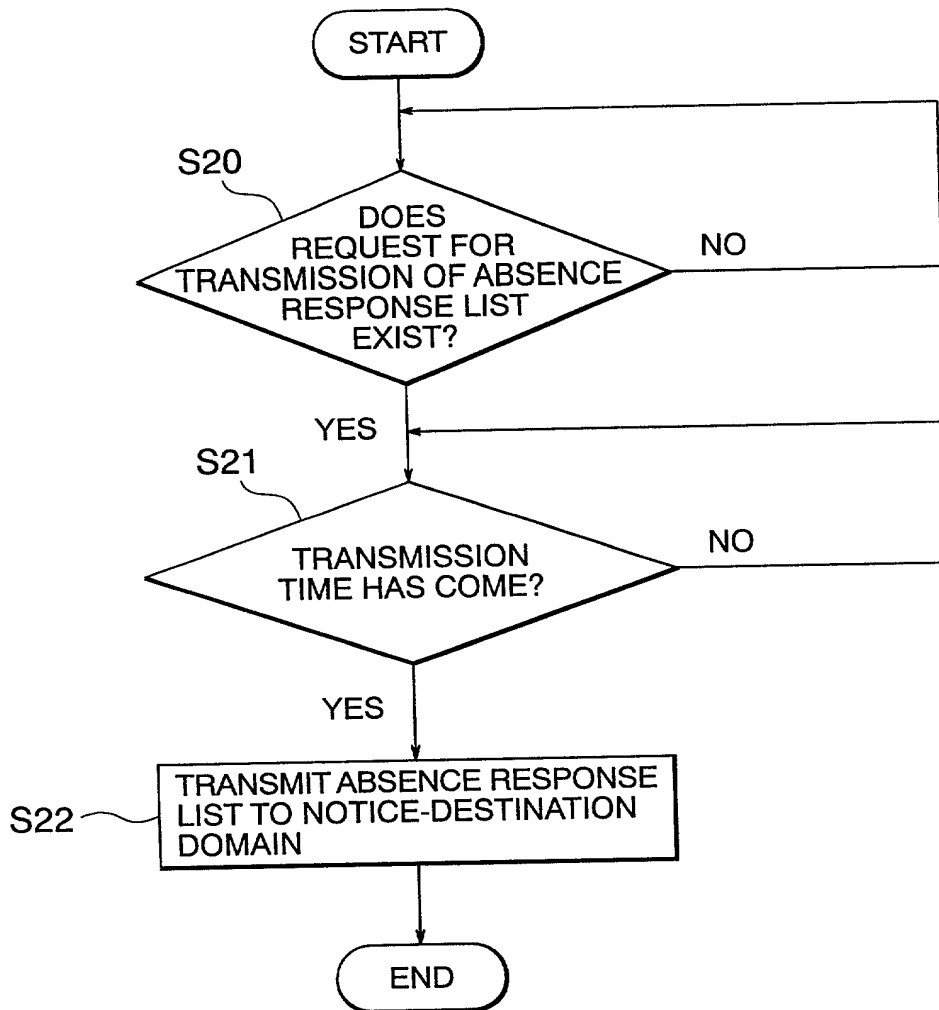 START
S20
DOES
REQUEST FOR
TRANSMISSION OF ABSENCE
RESPONSE LIST
EXIST?
NO
YES
S21
TRANSMISSION
TIME HAS COME?
NO
YES
S22
TRANSMIT ABSENCE RESPONSE
LIST TO NOTICE-DESTINATION
DOMAIN
END